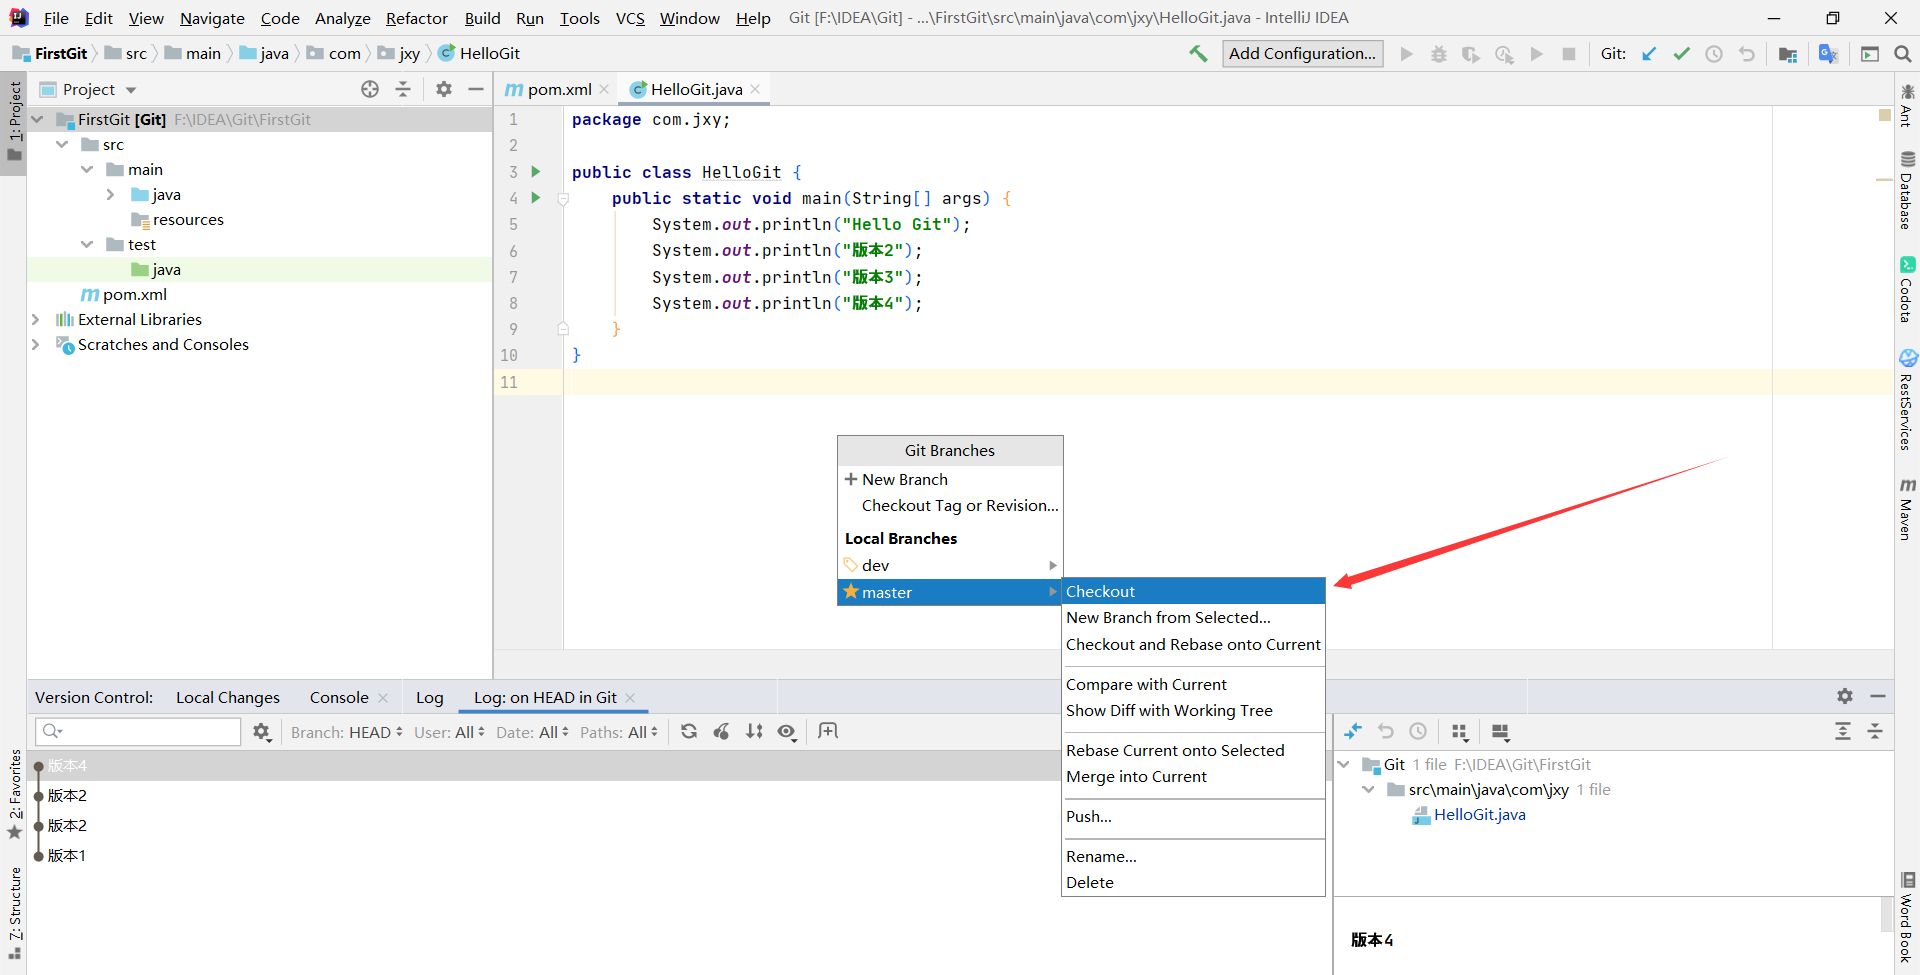 File Edit View Navigate Code Analyze Refactor Build Run Tools VCS Window Help Git [F:\IDEA\Git] - ...\FirstGit\src\main\java\com\jxy\HelloGit.java - IntelliJ IDEA
FirstGit src main java com jxy HelloGit Add Configuration... Git:
1: Project
Project
FirstGit [Git] F:\IDEA\Git\FirstGit
src
main
java
resources
test
java
pom.xml
External Libraries
Scratches and Consoles
pom.xml HelloGit.java
1 package com.jxy;
2
3 public class HelloGit {
4 public static void main(String[] args) {
5 System.out.println("Hello Git");
6 System.out.println("版本2");
7 System.out.println("版本3");
8 System.out.println("版本4");
9 }
10 }
11
Ant
Database
Codota
RestServices
Maven
Word Book
Git Branches
New Branch
Checkout Tag or Revision...
Local Branches
dev
master
Checkout
New Branch from Selected...
Checkout and Rebase onto Current
Compare with Current
Show Diff with Working Tree
Rebase Current onto Selected
Merge into Current
Push...
Rename...
Delete
Version Control: Local Changes Console Log Log: on HEAD in Git
Branch: HEAD User: All Date: All Paths: All
2: Favorites
7: Structure
版本4
版本2
版本2
版本1
Git 1 file F:\IDEA\Git\FirstGit
src\main\java\com\jxy 1 file
HelloGit.java
版本4